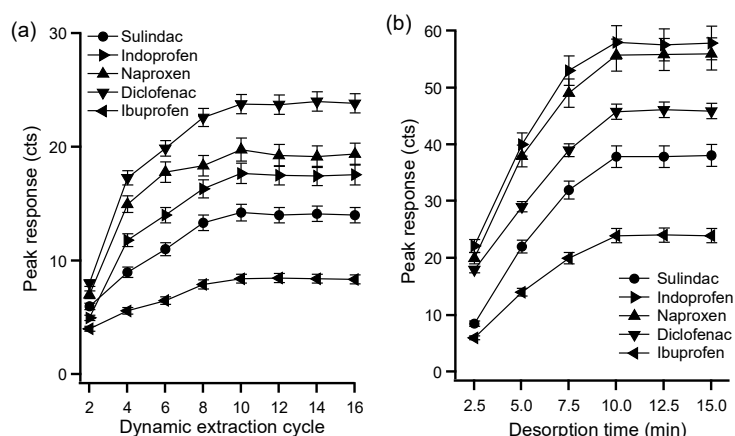 (a)
30
20
10
0
Peak response (cts)
Sulindac
Indoprofen
Naproxen
Diclofenac
Ibuprofen
2 4 6 8 10 12 14 16
Dynamic extraction cycle
(b)
60
50
40
30
20
10
0
Peak response (cts)
Sulindac
Indoprofen
Naproxen
Diclofenac
Ibuprofen
2.5 5.0 7.5 10.0 12.5 15.0
Desorption time (min)